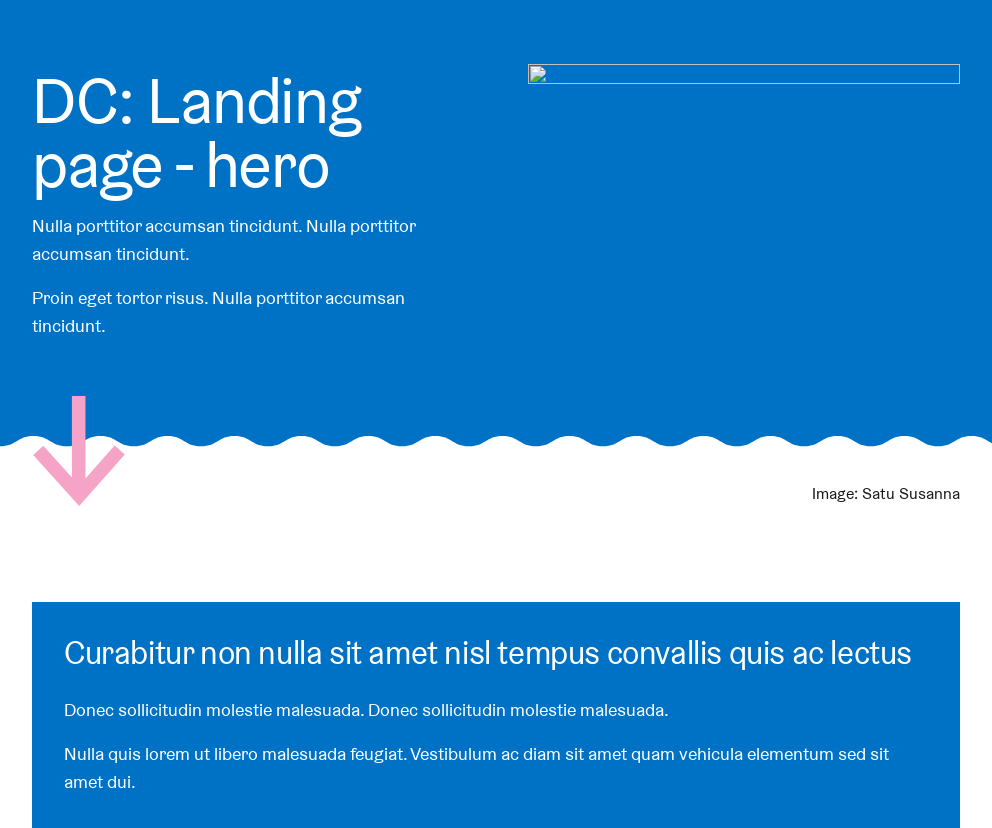 DC: Landing
page - hero
Nulla porttitor accumsan tincidunt. Nulla porttitor
accumsan tincidunt.
Proin eget tortor risus. Nulla porttitor accumsan
tincidunt.
Image: Satu Susanna
Curabitur non nulla sit amet nisl tempus convallis quis ac lectus
Donec sollicitudin molestie malesuada. Donec sollicitudin molestie malesuada.
Nulla quis lorem ut libero malesuada feugiat. Vestibulum ac diam sit amet quam vehicula elementum sed sit
amet dui.